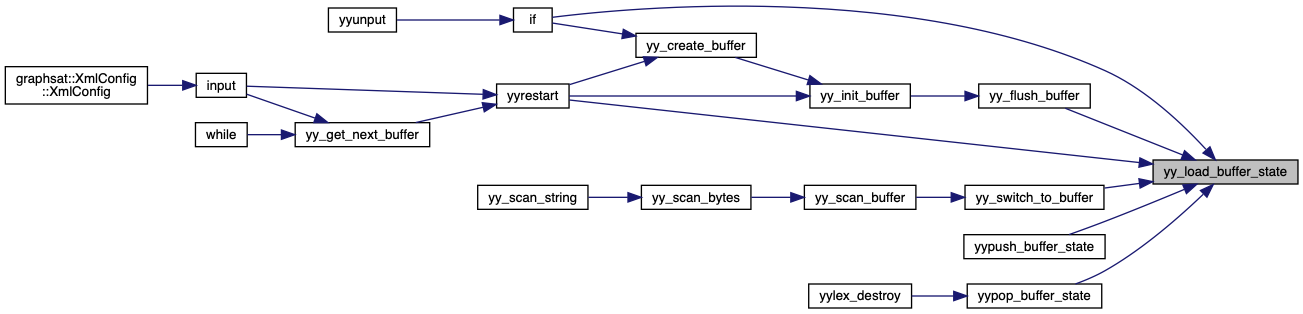 yyunput
if
yy_create_buffer
graphsat::XmlConfig
::XmlConfig
input
yyrestart
yy_init_buffer
yy_flush_buffer
while
yy_get_next_buffer
yy_load_buffer_state
yy_scan_string
yy_scan_bytes
yy_scan_buffer
yy_switch_to_buffer
yypush_buffer_state
yylex_destroy
yypop_buffer_state